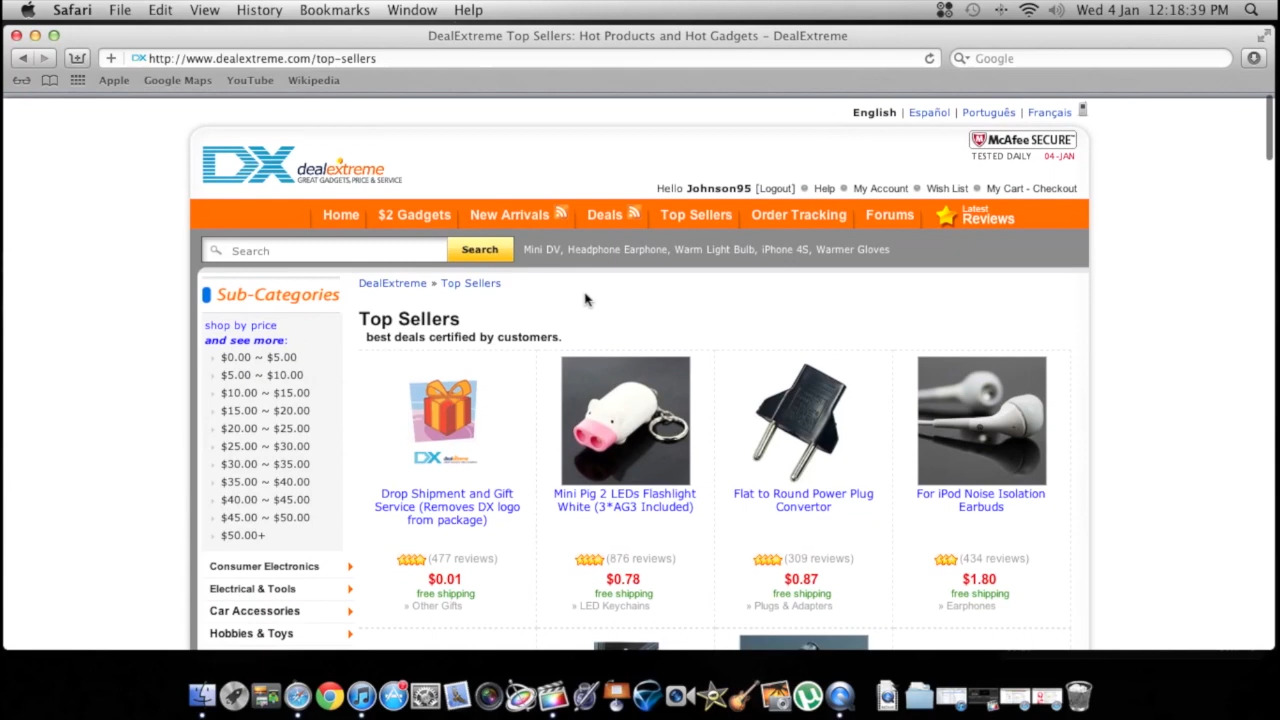 Safari File Edit View History Bookmarks Window Help Wed 4 Jan 12:18:39 PM
DealExtreme Top Sellers: Hot Products and Hot Gadgets – DealExtreme
http://www.dealextreme.com/top-sellers Google
Apple Google Maps YouTube Wikipedia
English | Español | Português | Français
McAfee SECURE™
TESTED DAILY 04-JAN
DX dealextreme
GREAT GADGETS, PRICE & SERVICE
Hello Johnson95 [Logout] Help My Account Wish List My Cart - Checkout
Home $2 Gadgets New Arrivals Deals Top Sellers Order Tracking Forums Latest Reviews
Search Search Mini DV, Headphone Earphone, Warm Light Bulb, iPhone 4S, Warmer Gloves
DealExtreme » Top Sellers
Sub-Categories
shop by price
and see more:
$0.00 ~ $5.00
$5.00 ~ $10.00
$10.00 ~ $15.00
$15.00 ~ $20.00
$20.00 ~ $25.00
$25.00 ~ $30.00
$30.00 ~ $35.00
$35.00 ~ $40.00
$40.00 ~ $45.00
$45.00 ~ $50.00
$50.00+
Consumer Electronics
Electrical & Tools
Car Accessories
Hobbies & Toys
Top Sellers
best deals certified by customers.
DX dealextreme
Drop Shipment and Gift
Service (Removes DX logo
from package)
(477 reviews)
$0.01
free shipping
» Other Gifts
Mini Pig 2 LEDs Flashlight
White (3*AG3 Included)
(876 reviews)
$0.78
free shipping
» LED Keychains
Flat to Round Power Plug
Convertor
(309 reviews)
$0.87
free shipping
» Plugs & Adapters
For iPod Noise Isolation
Earbuds
(434 reviews)
$1.80
free shipping
» Earphones